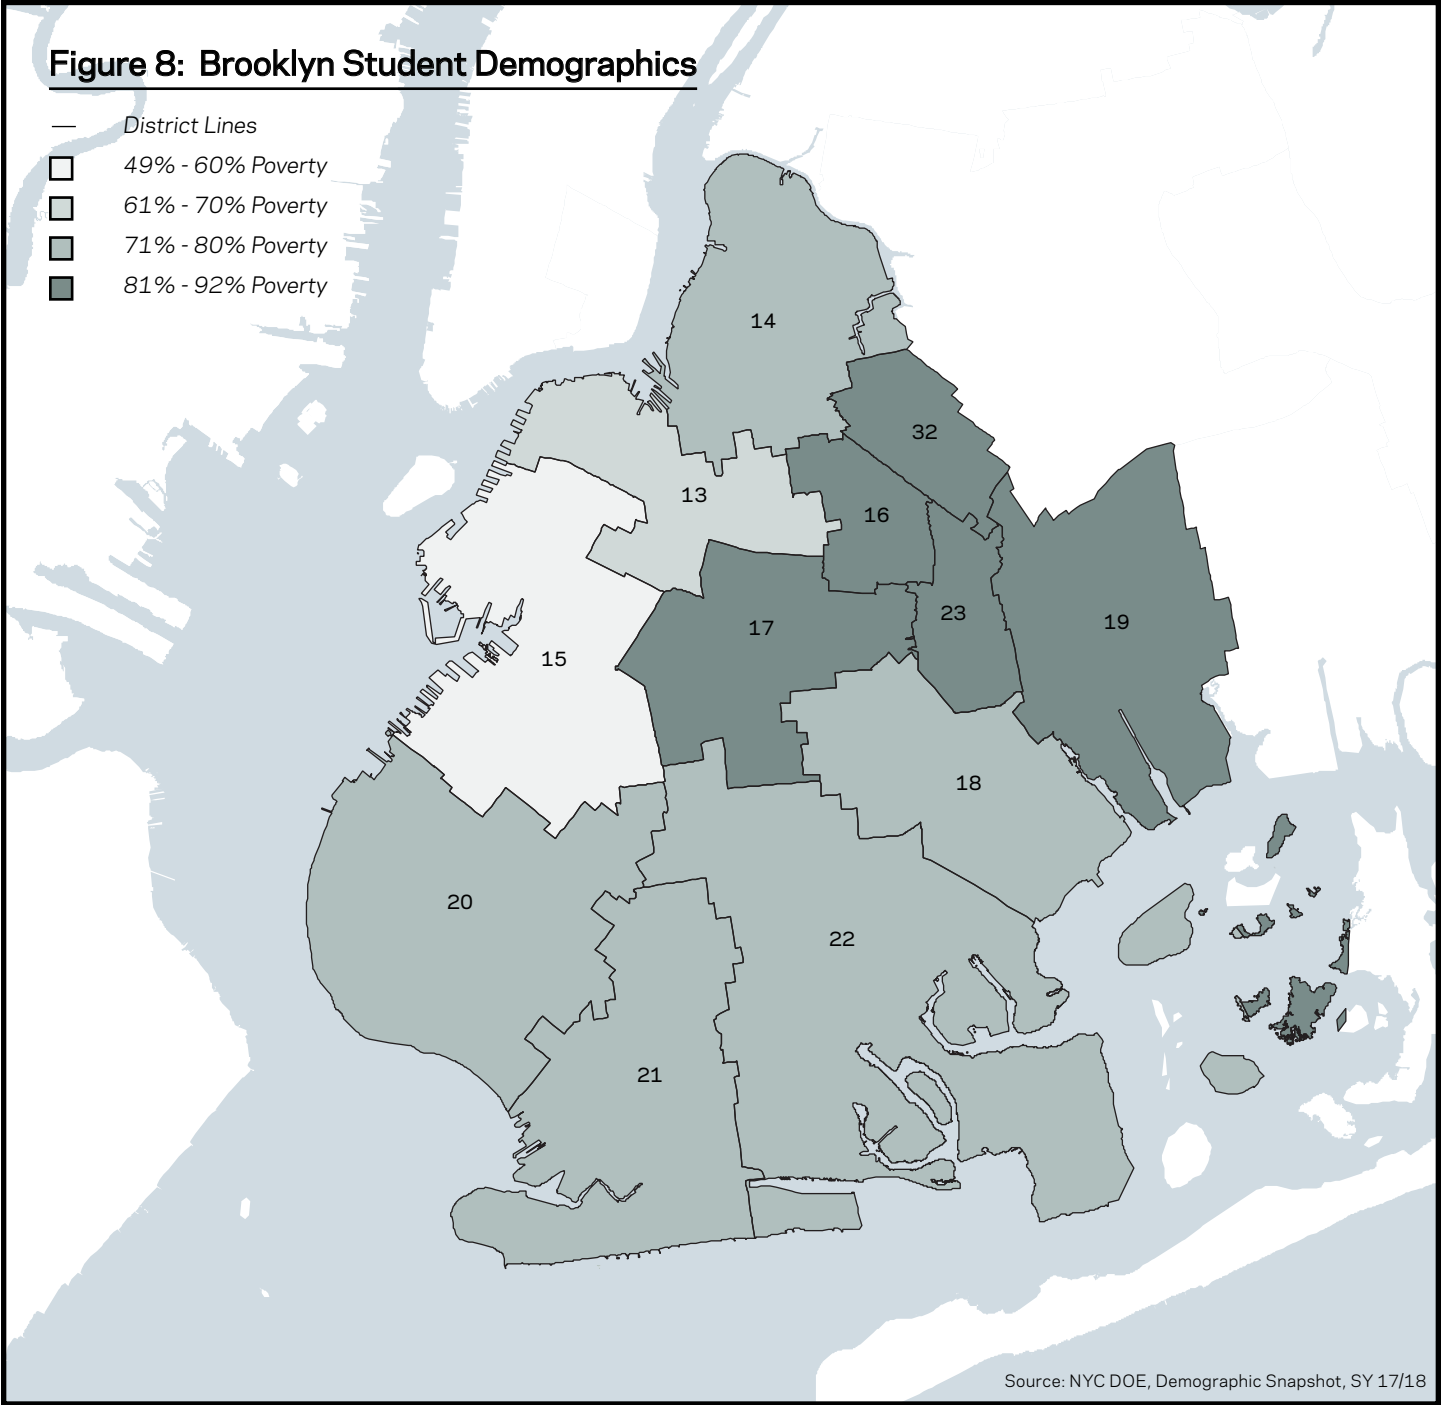 Figure 8: Brooklyn Student Demographics
District Lines
49% - 60% Poverty
61% - 70% Poverty
71% - 80% Poverty
81% - 92% Poverty
14
32
13
16
23
19
17
15
18
20
22
21
Source: NYC DOE, Demographic Snapshot, SY 17/18